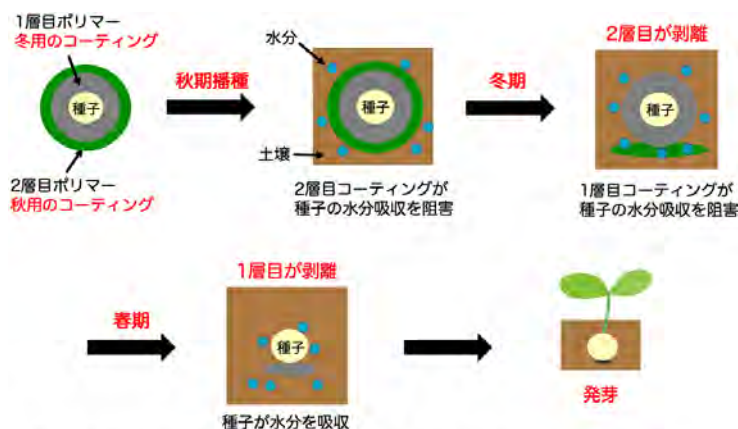 1層目ポリマー
冬用のコーティング
種子
2層目ポリマー
秋用のコーティング
秋期播種
水分
種子
土壌
2層目コーティングが
種子の水分吸収を阻害
冬期
2層目が剥離
種子
1層目コーティングが
種子の水分吸収を阻害
春期
1層目が剥離
種子
種子が水分を吸収
発芽